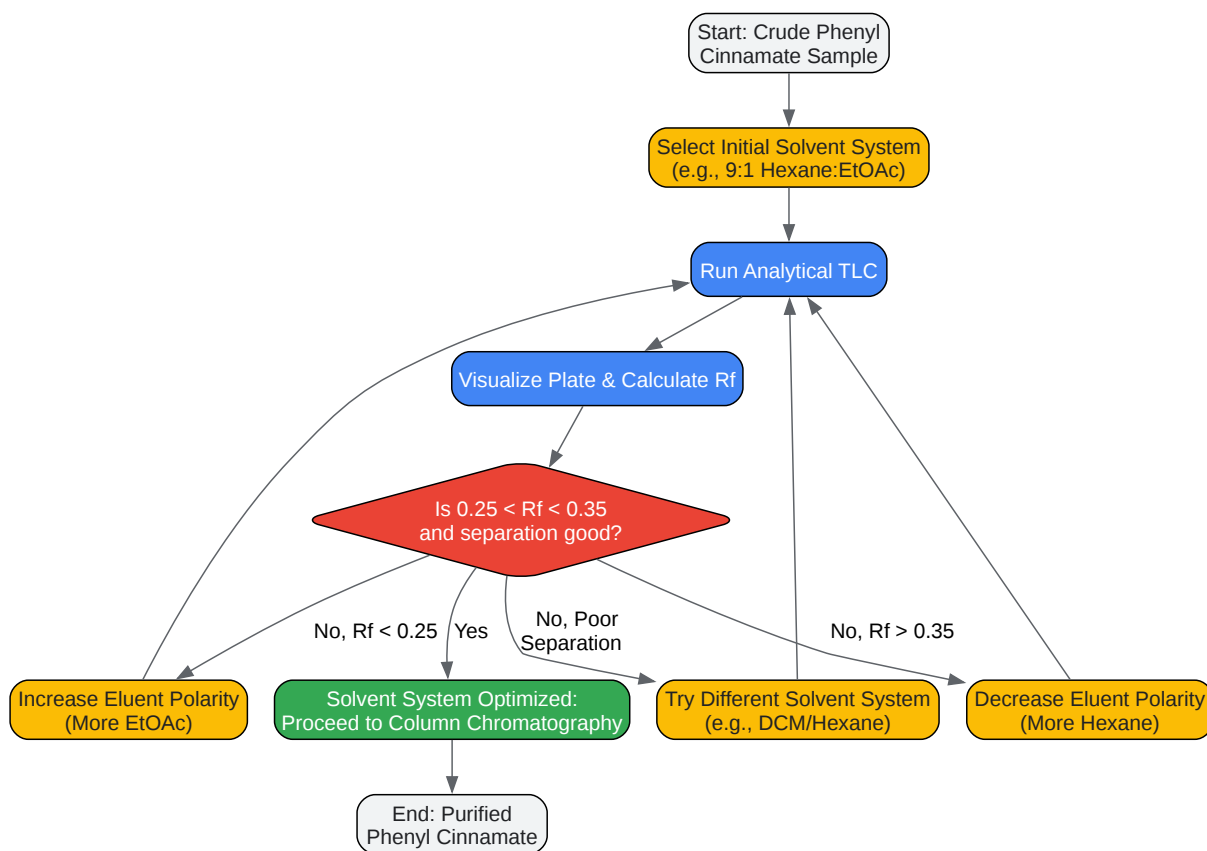 Start: Crude Phenyl
Cinnamate Sample
Select Initial Solvent System
(e.g., 9:1 Hexane:EtOAc)
Run Analytical TLC
Visualize Plate & Calculate Rf
Is 0.25 < Rf < 0.35
and separation good?
No, Rf < 0.25
Yes
No, Poor
Separation
No, Rf > 0.35
Increase Eluent Polarity
(More EtOAc)
Solvent System Optimized:
Proceed to Column Chromatography
Try Different Solvent System
(e.g., DCM/Hexane)
Decrease Eluent Polarity
(More Hexane)
End: Purified
Phenyl Cinnamate